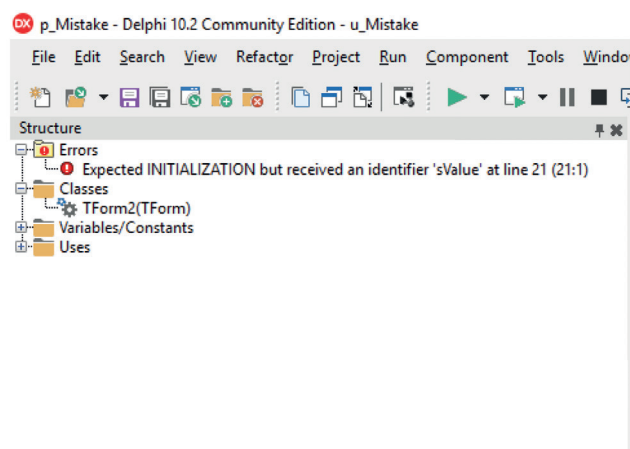 DX p_Mistake - Delphi 10.2 Community Edition - u_Mistake
File Edit Search View Refactor Project Run Component Tools Windo
Structure
Errors
Expected INITIALIZATION but received an identifier 'sValue' at line 21 (21:1)
Classes
TForm2(TForm)
Variables/Constants
Uses